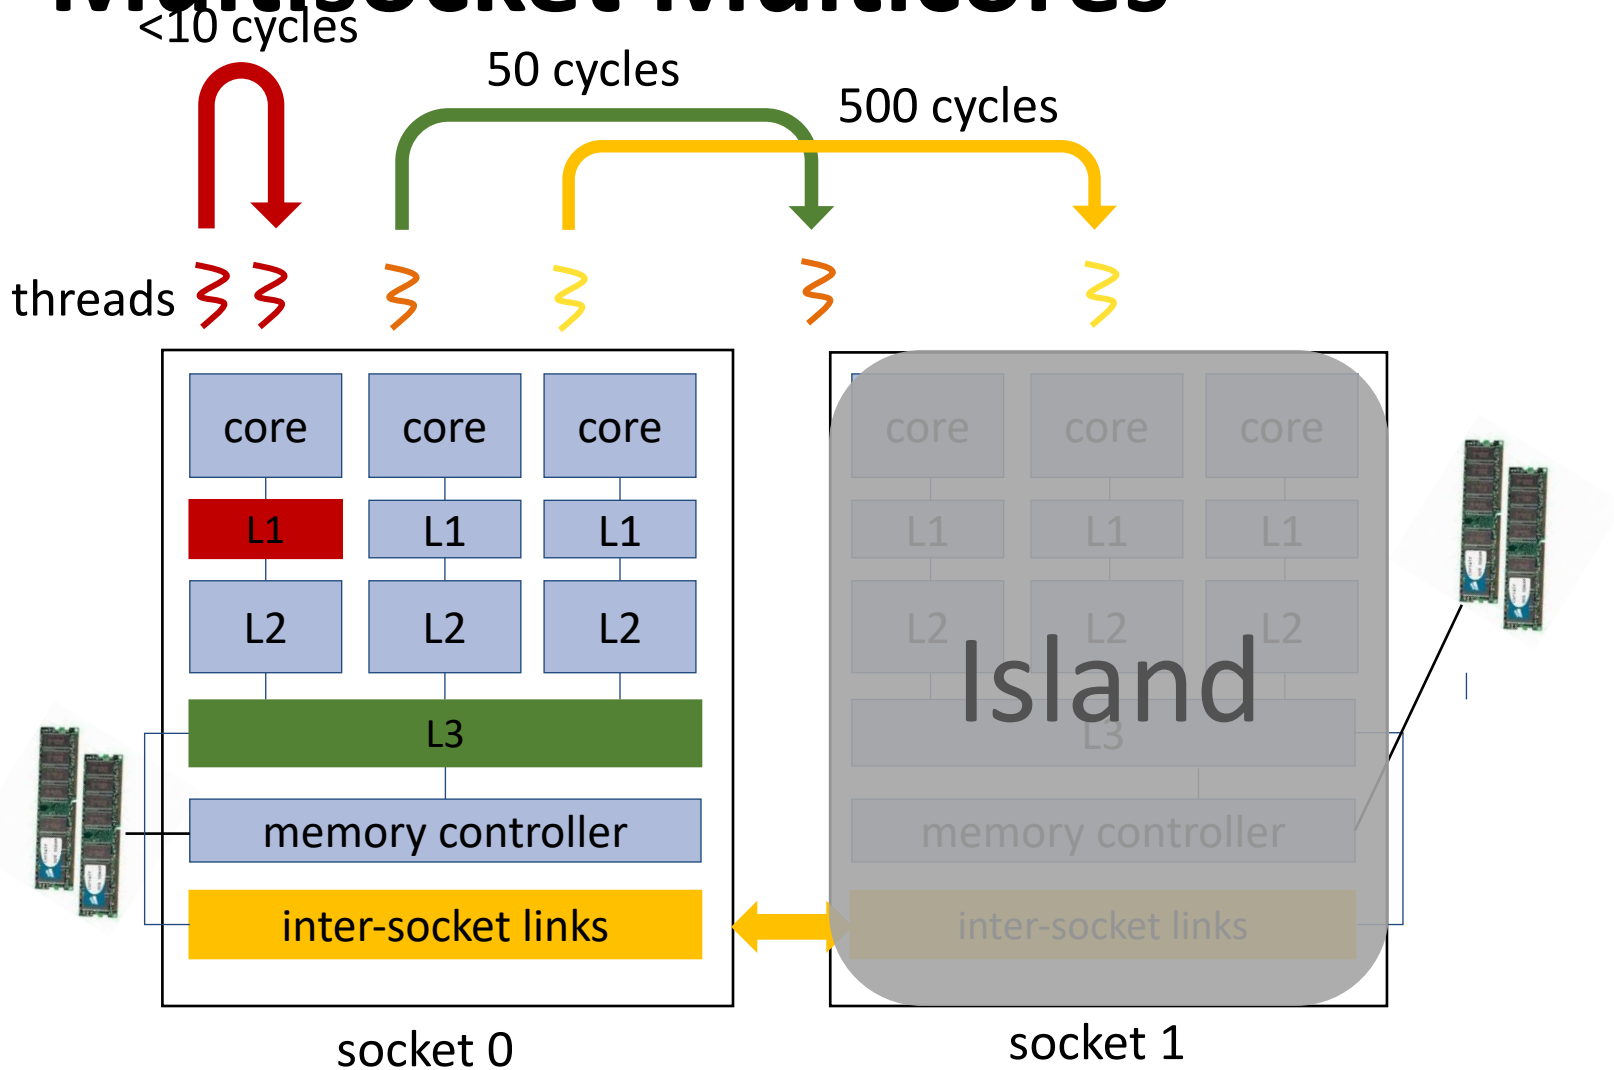 Multisocket Multicores
<10 cycles
50 cycles
500 cycles
threads
core core core
L1 L1 L1
L2 L2 L2
L3
memory controller
inter-socket links
socket 0
core core core
L1 L1 L1
L2 L2 L2
Island
L3
memory controller
inter-socket links
socket 1